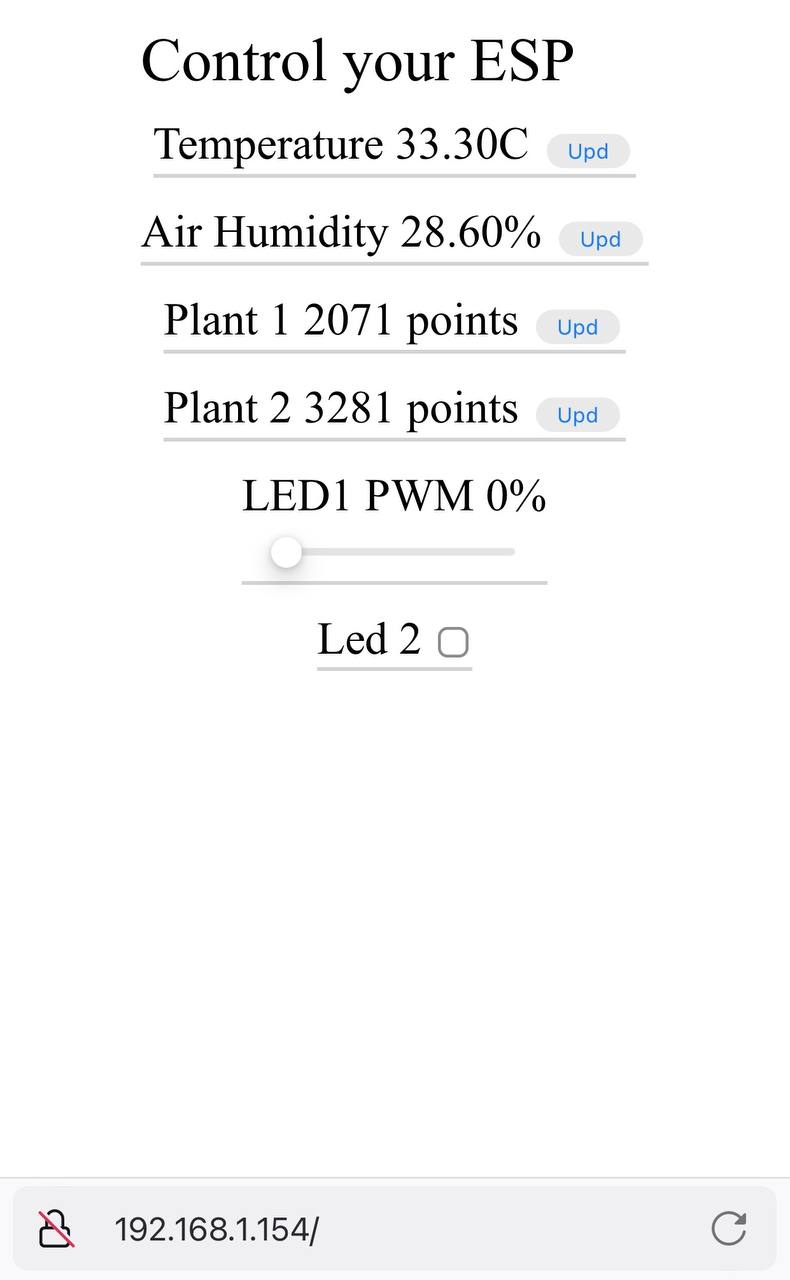 Control your ESP
Temperature 33.30C Upd
Air Humidity 28.60% Upd
Plant 1 2071 points Upd
Plant 2 3281 points Upd
LED1 PWM 0%
Led 2
192.168.1.154/